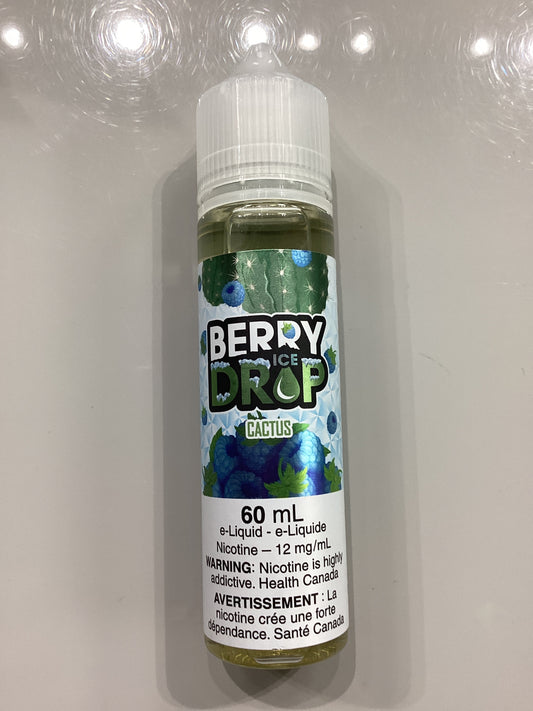 BERRY
ICE
DROP
CACTUS
60 mL
e-Liquid - e-Liquide
Nicotine – 12 mg/mL
WARNING: Nicotine is highly
addictive. Health Canada
AVERTISSEMENT : La
nicotine crée une forte
dépendance. Santé Canada